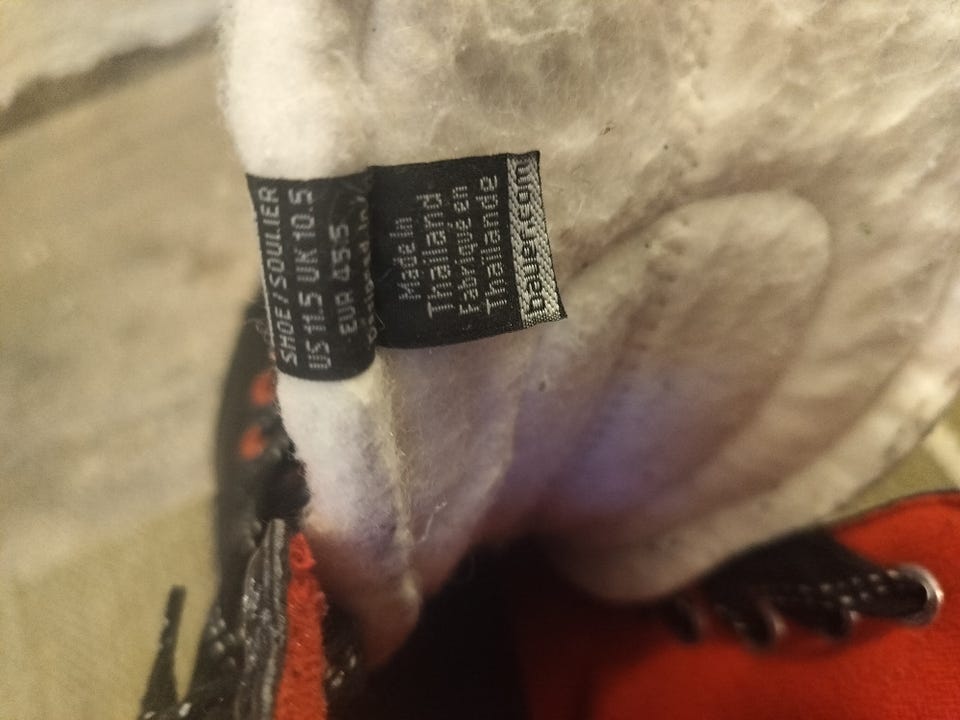 SHOE / SOULIER
US 11.5 UK 10.5
EUR 45.5
Made in
Thailand
Fabriqué en
Thaïlande
bauer.com